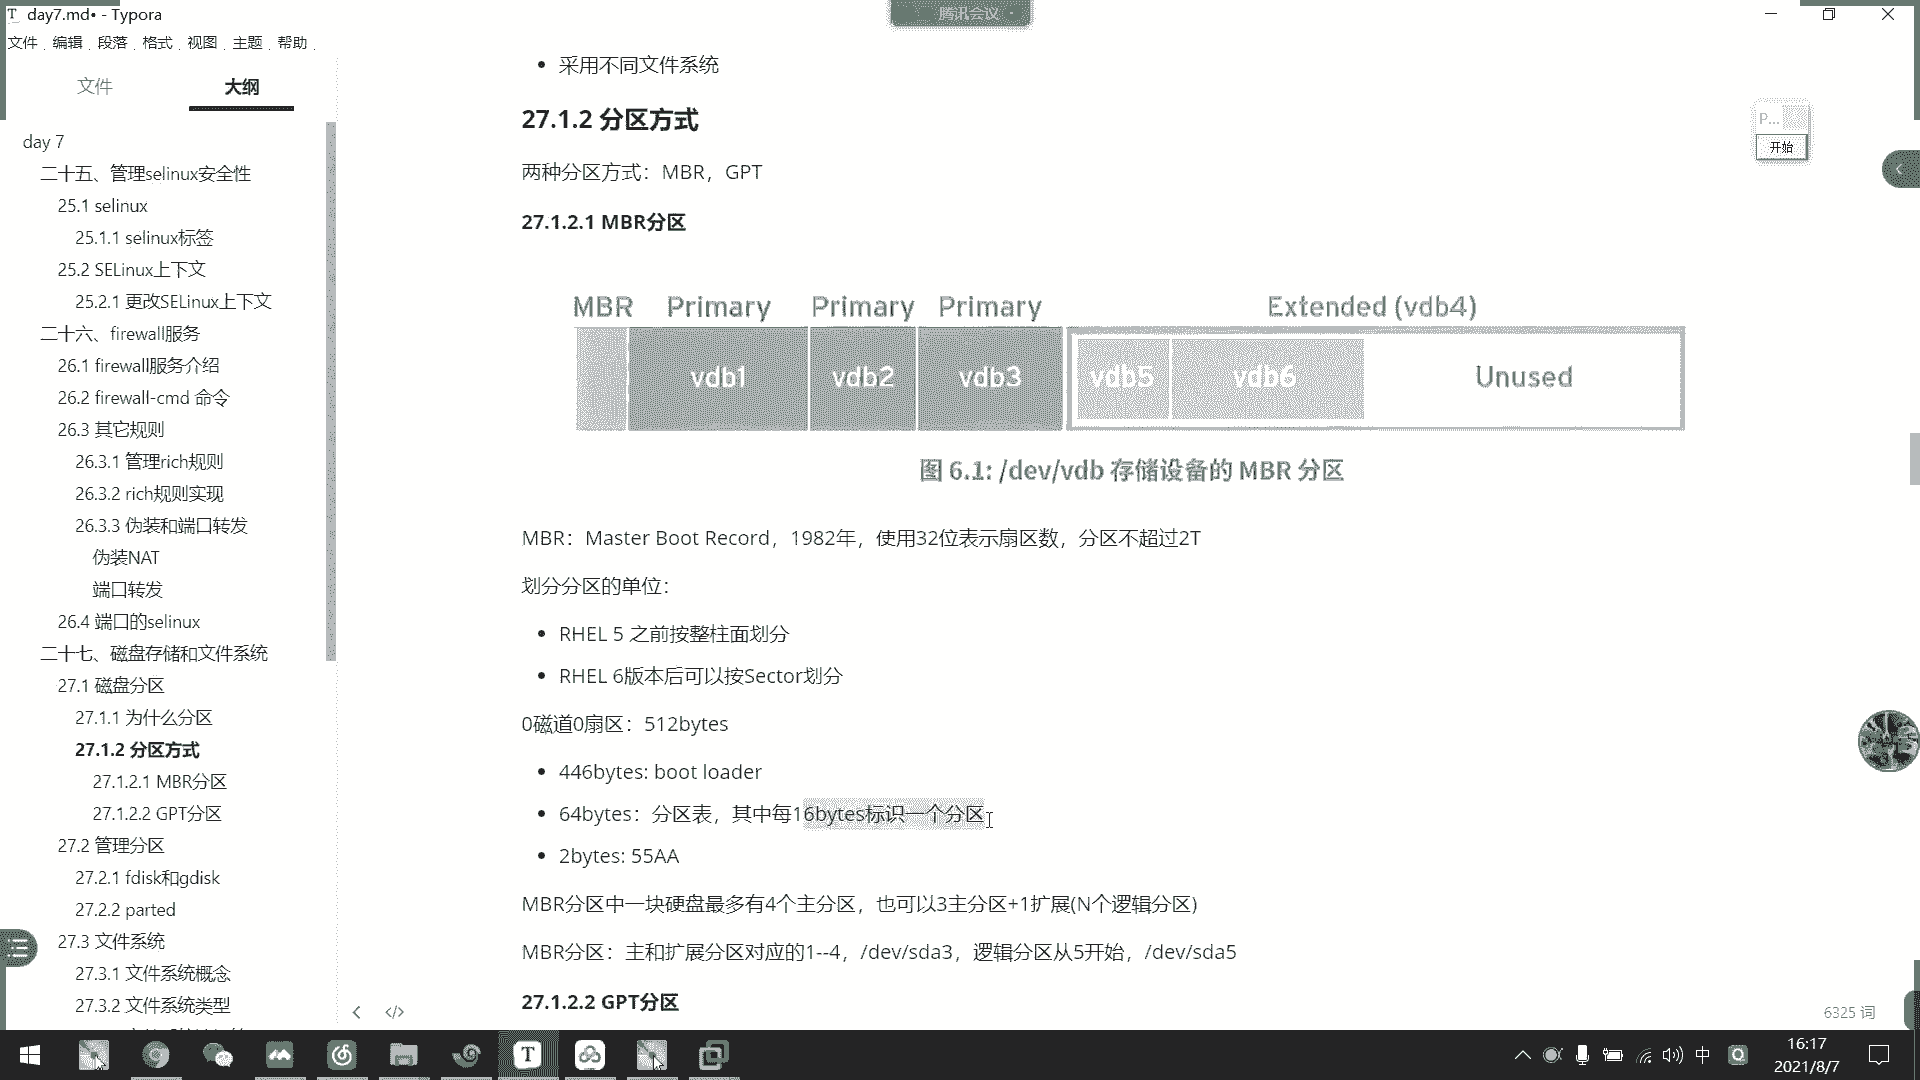 day7.md• - Typora
腾讯会议
文件 编辑 段落 格式 视图 主题 帮助
文件 大纲
day 7
二十五、管理selinux安全性
25.1 selinux
25.1.1 selinux标签
25.2 SELinux上下文
25.2.1 更改SELinux上下文
二十六、firewall服务
26.1 firewall服务介绍
26.2 firewall-cmd 命令
26.3 其它规则
26.3.1 管理rich规则
26.3.2 rich规则实现
26.3.3 伪装和端口转发
伪装NAT
端口转发
26.4 端口的selinux
二十七、磁盘存储和文件系统
27.1 磁盘分区
27.1.1 为什么分区
27.1.2 分区方式
27.1.2.1 MBR分区
27.1.2.2 GPT分区
27.2 管理分区
27.2.1 fdisk和gdisk
27.2.2 parted
27.3 文件系统
27.3.1 文件系统概念
27.3.2 文件系统类型
• 采用不同文件系统
27.1.2 分区方式
两种分区方式：MBR，GPT
27.1.2.1 MBR分区
MBR Primary Primary Primary Extended (vdb4)
vdb1 vdb2 vdb3 vdb5 vdb6 Unused
图 6.1: /dev/vdb 存储设备的 MBR 分区
MBR：Master Boot Record，1982年，使用32位表示扇区数，分区不超过2T
划分分区的单位：
• RHEL 5 之前按整柱面划分
• RHEL 6版本后可以按Sector划分
0磁道0扇区：512bytes
• 446bytes: boot loader
• 64bytes：分区表，其中每16bytes标识一个分区
• 2bytes: 55AA
MBR分区中一块硬盘最多有4个主分区，也可以3主分区+1扩展(N个逻辑分区)
MBR分区：主和扩展分区对应的1--4，/dev/sda3，逻辑分区从5开始，/dev/sda5
27.1.2.2 GPT分区
P...
开始
6325 词
中
16:17
2021/8/7